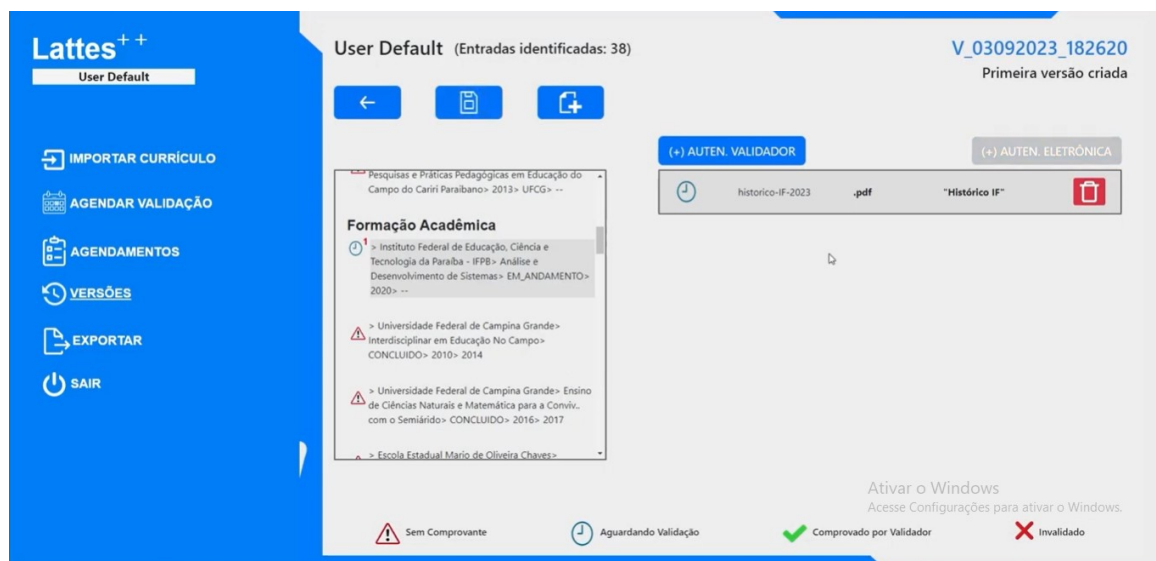 Lattes++
User Default
IMPORTAR CURRÍCULO
AGENDAR VALIDAÇÃO
AGENDAMENTOS
VERSÕES
EXPORTAR
SAIR
User Default (Entradas identificadas: 38)
V_03092023_182620
Primeira versão criada
(+) AUTEN. VALIDADOR
(+) AUTEN. ELETRÔNICA
historico-IF-2023 .pdf "Histórico IF"
Pesquisas e Práticas Pedagógicas em Educação do
Campo do Cariri Paraibano> 2013> UFCG> --
Formação Acadêmica
1 > Instituto Federal de Educação, Ciência e
Tecnologia da Paraíba - IFPB> Análise e
Desenvolvimento de Sistemas> EM_ANDAMENTO>
2020> --
> Universidade Federal de Campina Grande>
Interdisciplinar em Educação No Campo>
CONCLUIDO> 2010> 2014
> Universidade Federal de Campina Grande> Ensino
de Ciências Naturais e Matemática para a Conviv..
com o Semiárido> CONCLUIDO> 2016> 2017
> Escola Estadual Mario de Oliveira Chaves>
Ativar o Windows
Acesse Configurações para ativar o Windows.
Sem Comprovante
Aguardando Validação
Comprovado por Validador
Invalidado